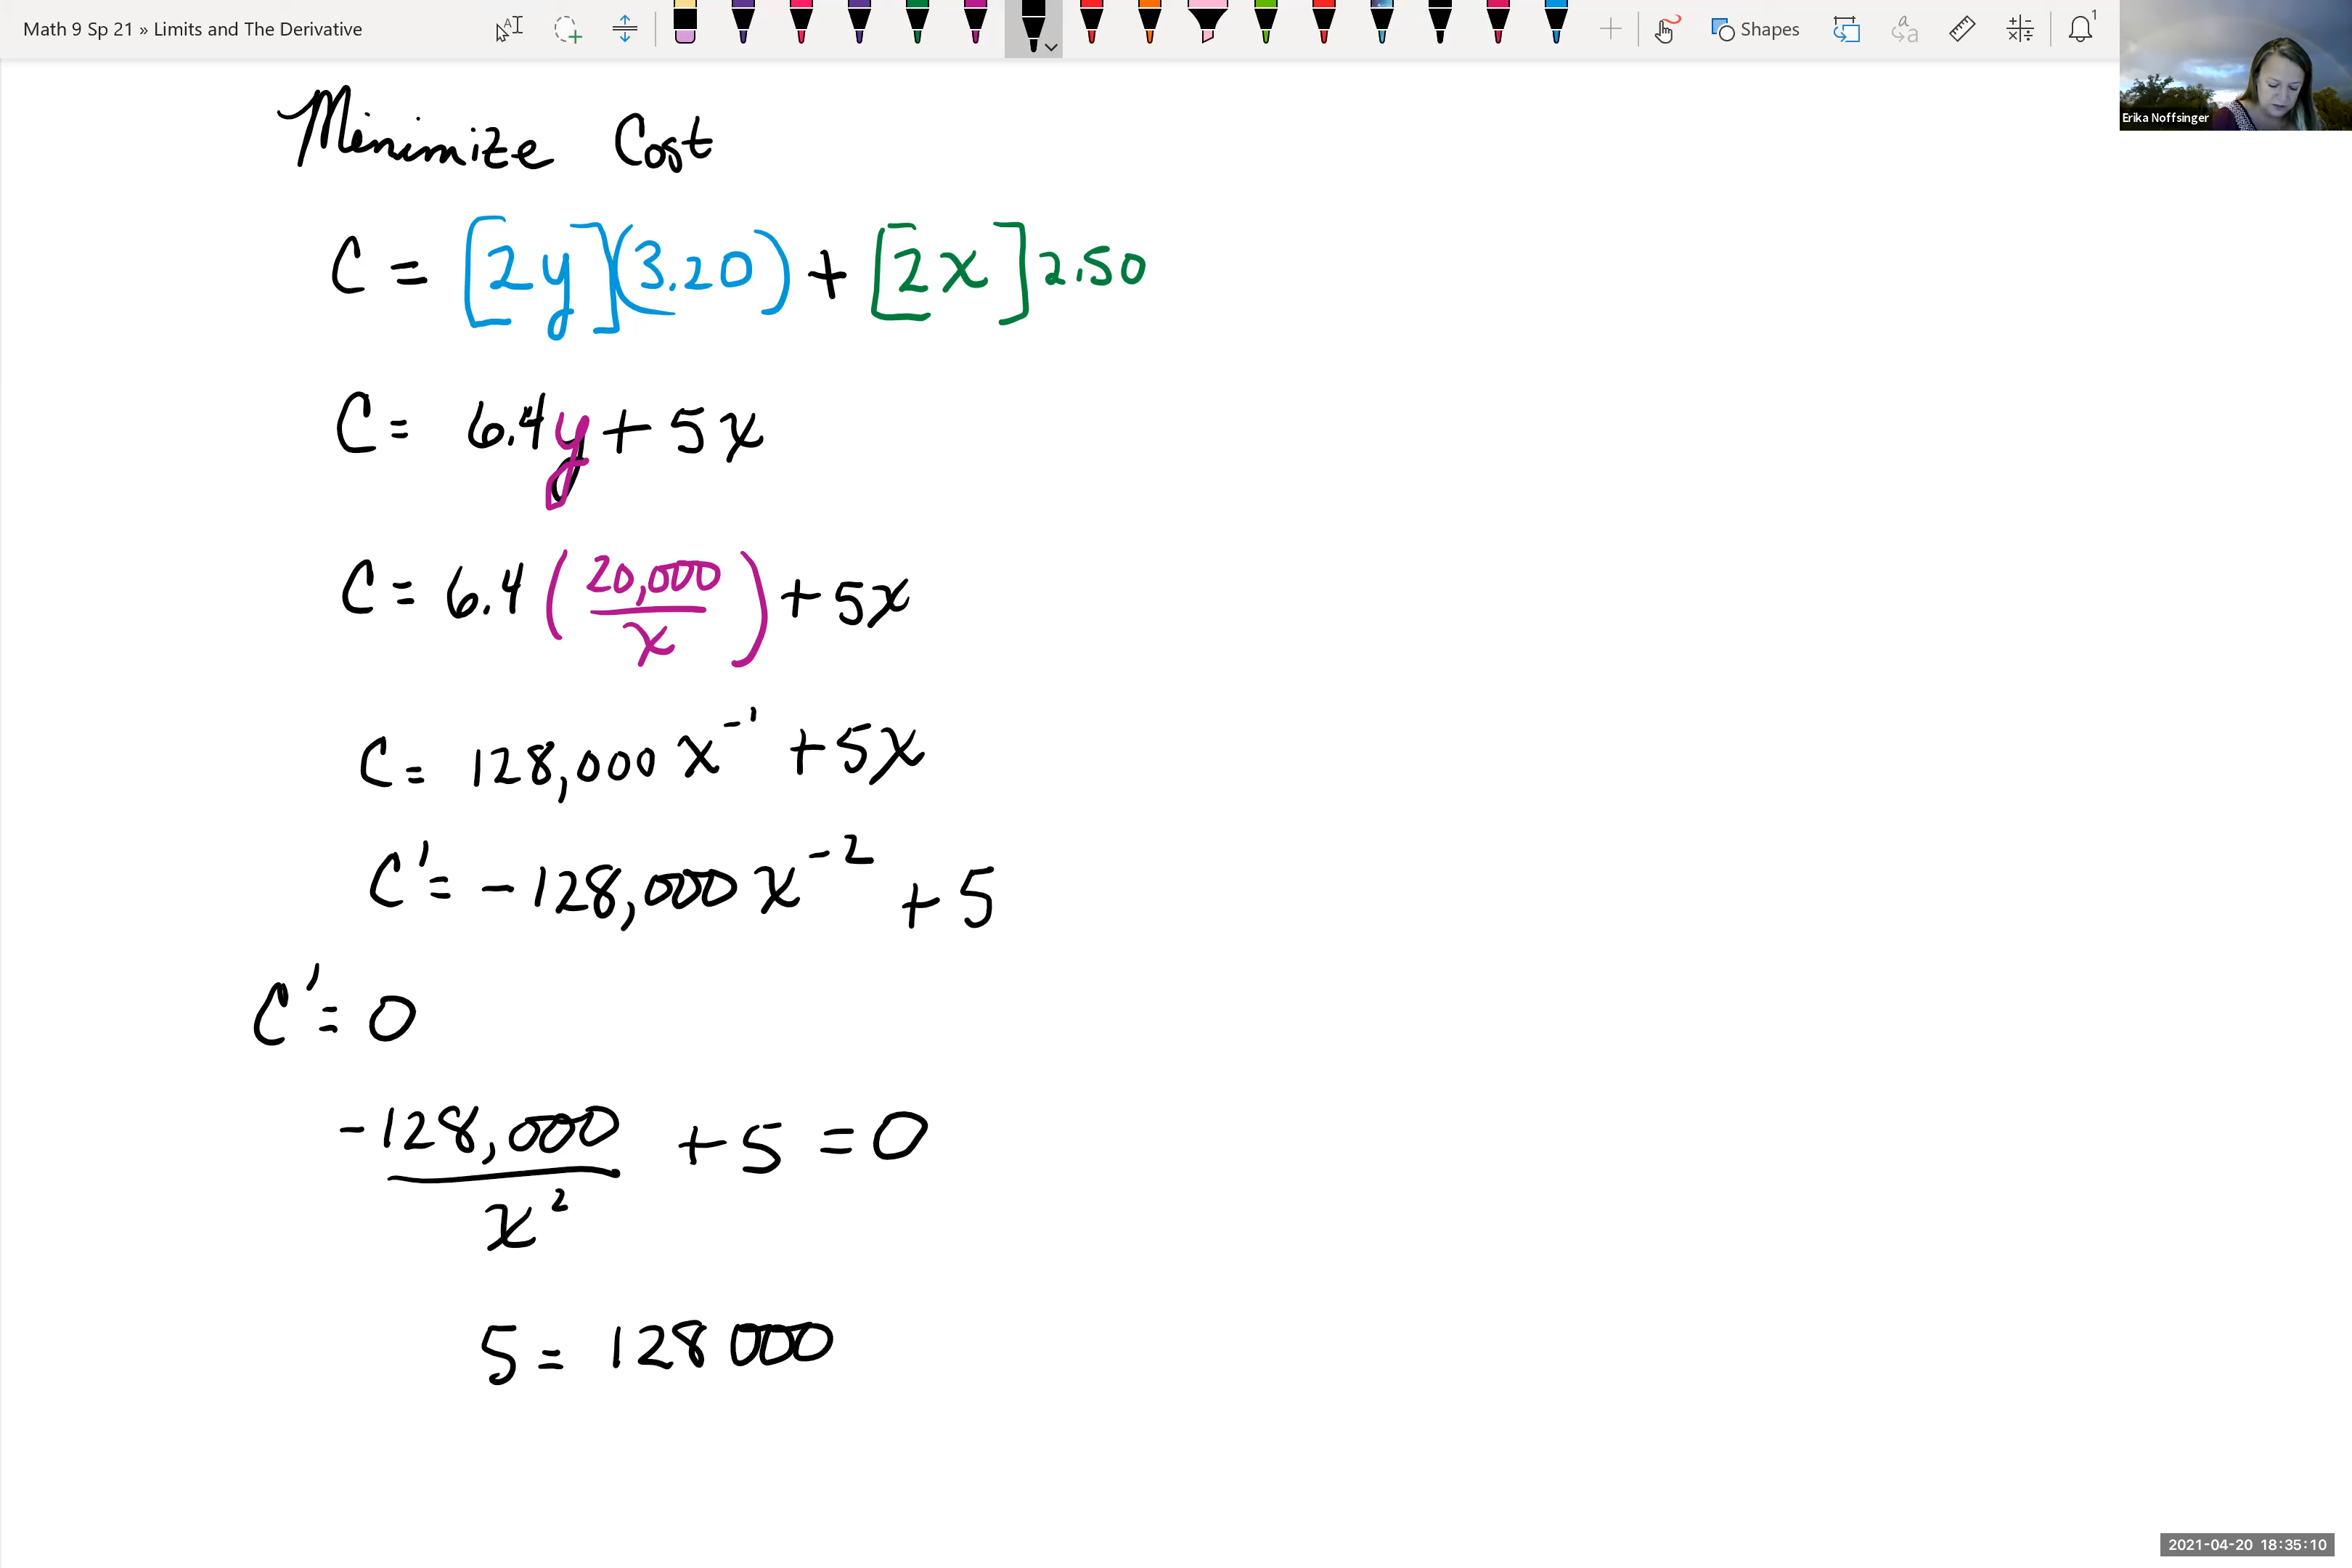 Math 9 Sp 21 » Limits and The Derivative
Shapes
1
Erika Noffsinger
Minimize Cost
C = [2y](3.20) + [2x]2.50
C = 6.4y + 5x
C = 6.4(20,000/x) + 5x
C = 128,000x⁻¹ + 5x
C' = -128,000x⁻² + 5
C' = 0
-128,000/x² + 5 = 0
5 = 128 000
2021-04-20 18:35:10